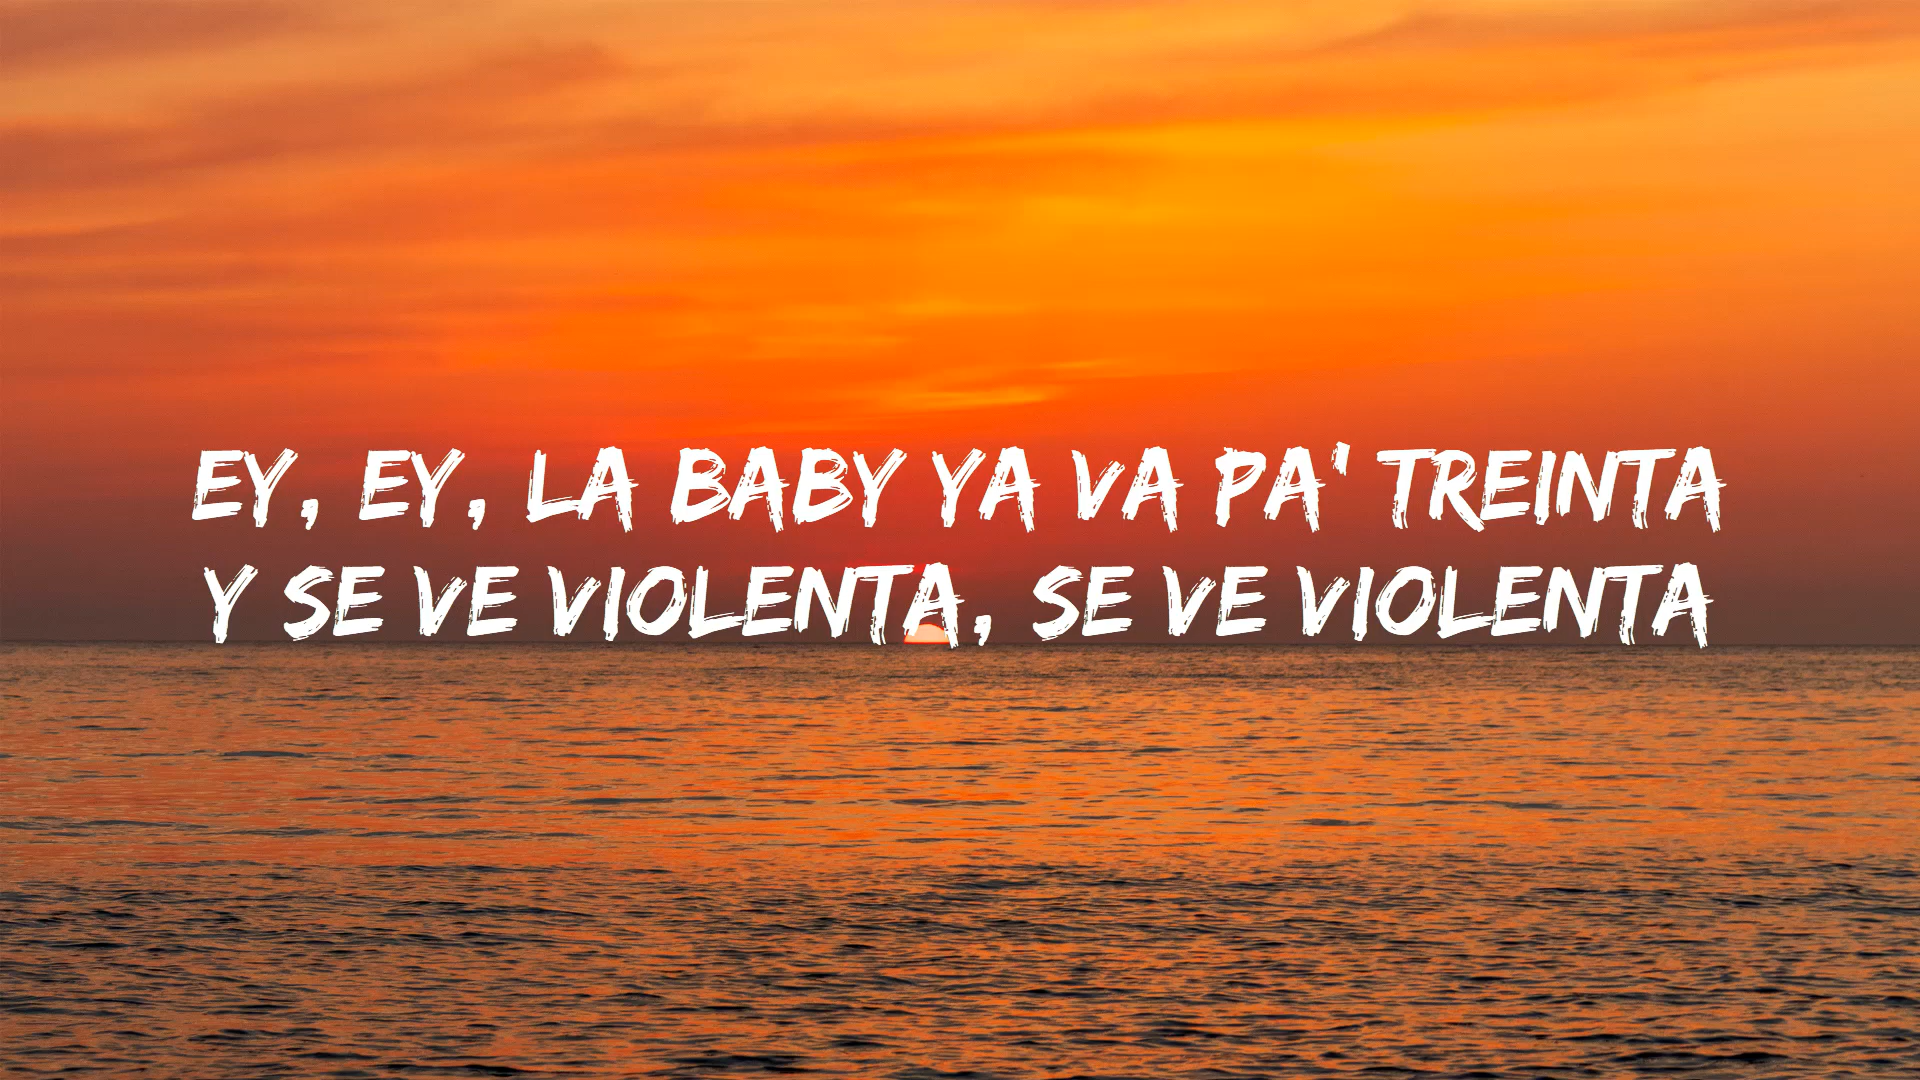 EY, EY, LA BABY YA VA PA' TREINTA
Y SE VE VIOLENTA, SE VE VIOLENTA